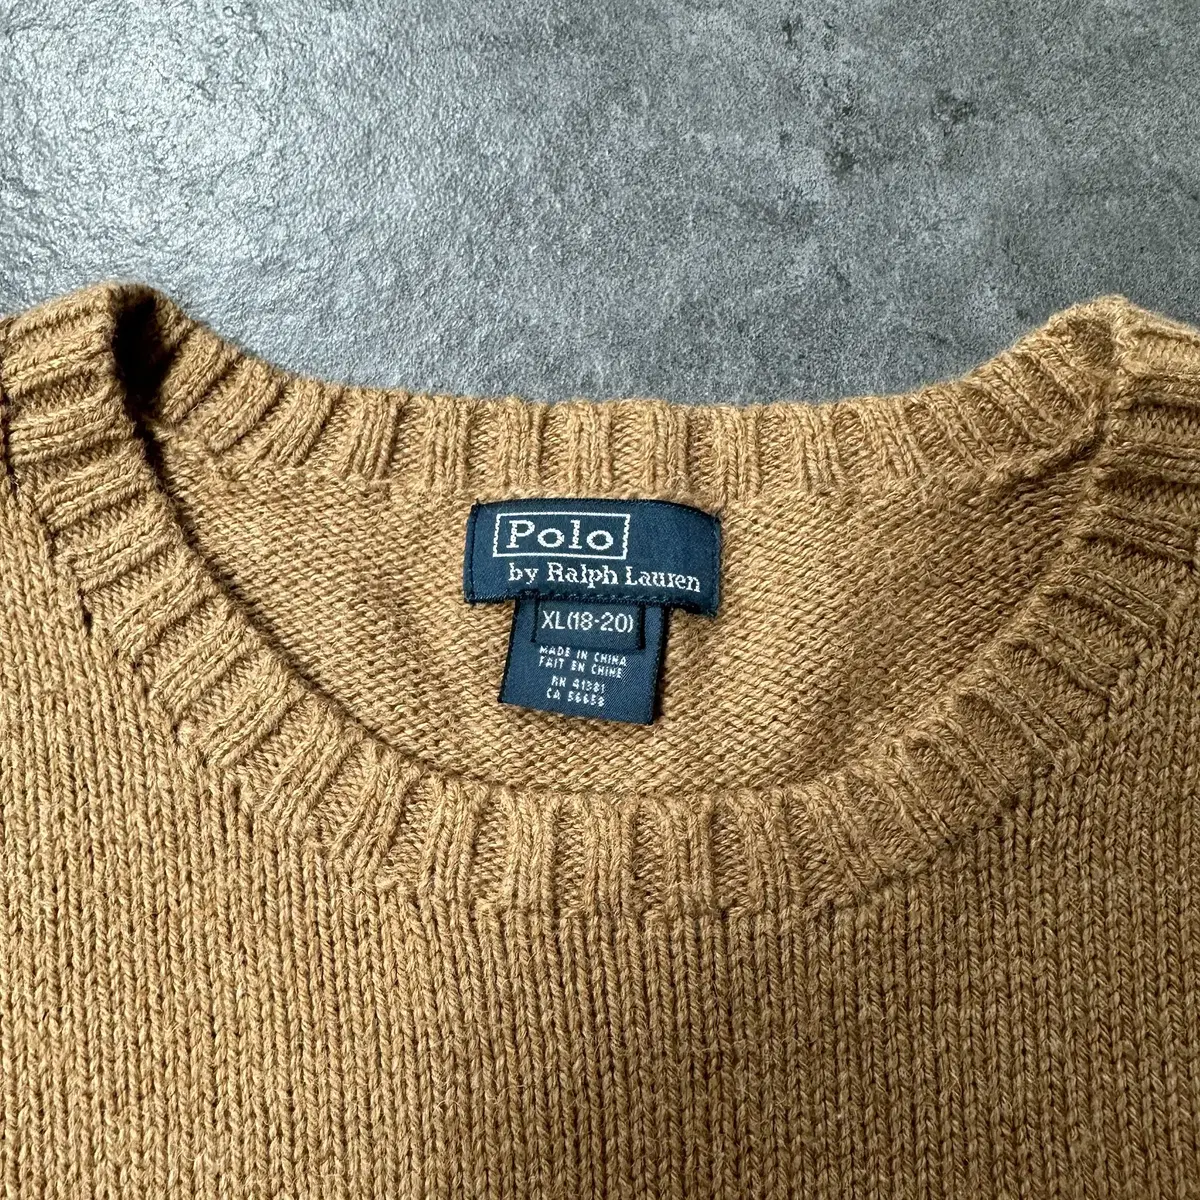 Polo
by Ralph Lauren
XL(18-20)
MADE IN CHINA
FAIT EN CHINE
RN 41381
CA 56658